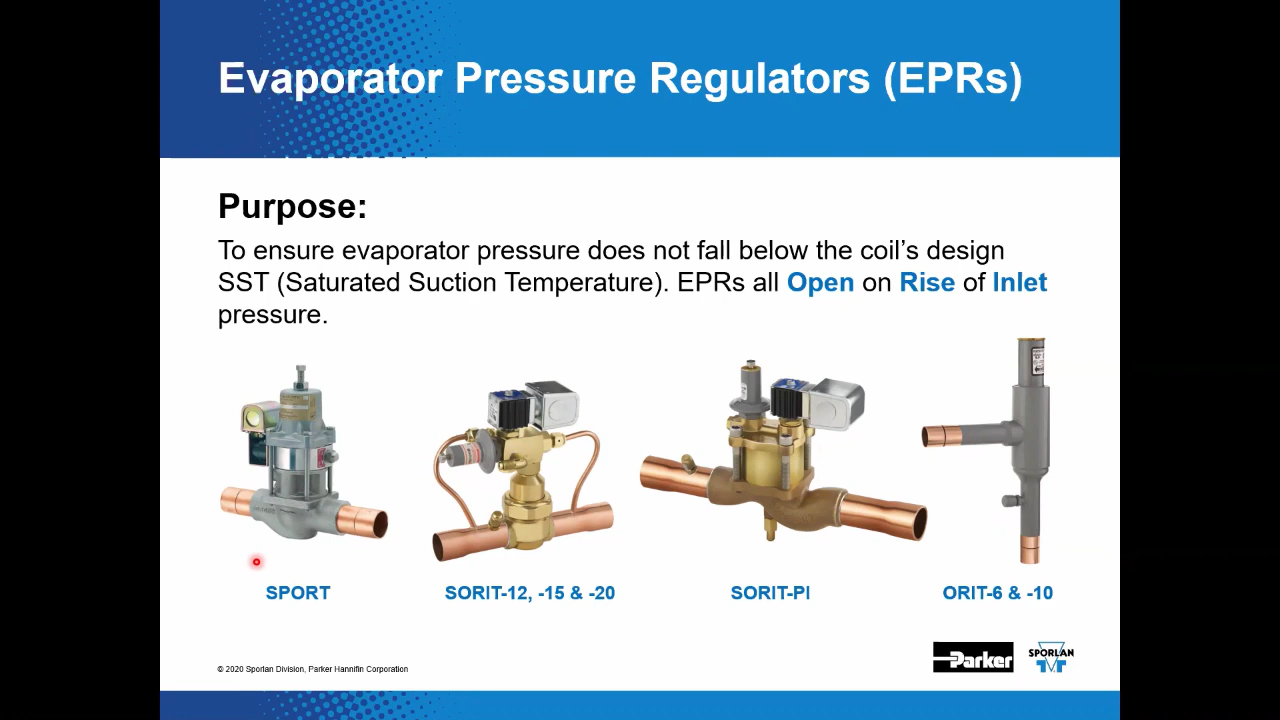 Evaporator Pressure Regulators (EPRs)
Purpose:
To ensure evaporator pressure does not fall below the coil’s design
SST (Saturated Suction Temperature). EPRs all Open on Rise of Inlet
pressure.
SPORT
SORIT-12, -15 & -20
SORIT-PI
ORIT-6 & -10
Parker
SPORLAN
© 2020 Sporlan Division, Parker Hannifin Corporation